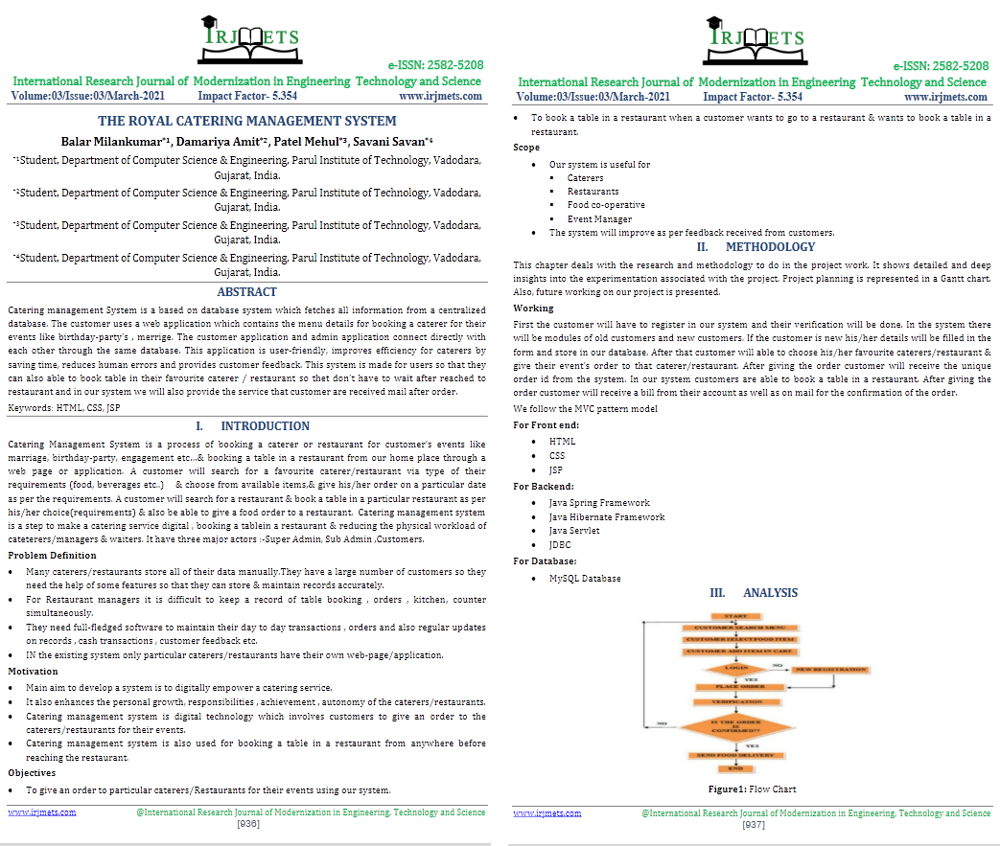 IRJMETS
e-ISSN: 2582-5208
International Research Journal of Modernization in Engineering Technology and Science
Volume:03/Issue:03/March-2021 Impact Factor- 5.354 www.irjmets.com
THE ROYAL CATERING MANAGEMENT SYSTEM
Balar Milankumar*1, Damariya Amit*2, Patel Mehul*3, Savani Savan*4
*1Student, Department of Computer Science & Engineering, Parul Institute of Technology, Vadodara,
Gujarat, India.
*2Student, Department of Computer Science & Engineering, Parul Institute of Technology, Vadodara,
Gujarat, India.
*3Student, Department of Computer Science & Engineering, Parul Institute of Technology, Vadodara,
Gujarat, India.
*4Student, Department of Computer Science & Engineering, Parul Institute of Technology, Vadodara,
Gujarat, India.
ABSTRACT
Catering management System is a based on database system which fetches all information from a centralized
database. The customer uses a web application which contains the menu details for booking a caterer for their
events like birthday-party's , merrige. The customer application and admin application connect directly with
each other through the same database. This application is user-friendly, improves efficiency for caterers by
saving time, reduces human errors and provides customer feedback. This system is made for users so that they
can also able to book table in their favourite caterer / restaurant so thet don't have to wait after reached to
restaurant and in our system we will also provide the service that customer are received mail after order.
Keywords: HTML, CSS, JSP
I. INTRODUCTION
Catering Management System is a process of booking a caterer or restaurant for customer's events like
marriage, birthday-party, engagement etc...& booking a table in a restaurant from our home place through a
web page or application. A customer will search for a favourite caterer/restaurant via type of their
requirements (food, beverages etc..) & choose from available items,& give his/her order on a particular date
as per the requirements. A customer will search for a restaurant & book a table in a particular restaurant as per
his/her choice(requirements) & also be able to give a food order to a restaurant. Catering management system
is a step to make a catering service digital , booking a tablein a restaurant & reducing the physical workload of
cateterers/managers & waiters. It have three major actors :-Super Admin, Sub Admin ,Customers.
Problem Definition
• Many caterers/restaurants store all of their data manually.They have a large number of customers so they
need the help of some features so that they can store & maintain records accurately.
• For Restaurant managers it is difficult to keep a record of table booking , orders , kitchen, counter
simultaneously.
• They need full-fledged software to maintain their day to day transactions , orders and also regular updates
on records , cash transactions , customer feedback etc.
• IN the existing system only particular caterers/restaurants have their own web-page/application.
Motivation
• Main aim to develop a system is to digitally empower a catering service.
• It also enhances the personal growth, responsibilities , achievement , autonomy of the caterers/restaurants.
• Catering management system is digital technology which involves customers to give an order to the
caterers/restaurants for their events.
• Catering management system is also used for booking a table in a restaurant from anywhere before
reaching the restaurant.
Objectives
• To give an order to particular caterers/Restaurants for their events using our system.
www.irjmets.com @International Research Journal of Modernization in Engineering, Technology and Science
[936]
IRJMETS
e-ISSN: 2582-5208
International Research Journal of Modernization in Engineering Technology and Science
Volume:03/Issue:03/March-2021 Impact Factor- 5.354 www.irjmets.com
• To book a table in a restaurant when a customer wants to go to a restaurant & wants to book a table in a
restaurant.
Scope
• Our system is useful for
▪ Caterers
▪ Restaurants
▪ Food co-operative
▪ Event Manager
• The system will improve as per feedback received from customers.
II. METHODOLOGY
This chapter deals with the research and methodology to do in the project work. It shows detailed and deep
insights into the experimentation associated with the project. Project planning is represented in a Gantt chart.
Also, future working on our project is presented.
Working
First the customer will have to register in our system and their verification will be done. In the system there
will be modules of old customers and new customers. If the customer is new his/her details will be filled in the
form and store in our database. After that customer will able to choose his/her favourite caterers/restaurant &
give their event's order to that caterer/restaurant. After giving the order customer will receive the unique
order id from the system. In our system customers are able to book a table in a restaurant. After giving the
order customer will receive a bill from their account as well as on mail for the confirmation of the order.
We follow the MVC pattern model
For Front end:
• HTML
• CSS
• JSP
For Backend:
• Java Spring Framework
• Java Hibernate Framework
• Java Servlet
• JDBC
For Database:
• MySQL Database
III. ANALYSIS
START
CUSTOMER SEARCH MENU
CUSTOMER SELECT FOOD ITEM
CUSTOMER ADD ITEM IN CART
LOGIN
NO
NEW REGISTRATION
YES
PLACE ORDER
VERIFICATION
NO
IS THE ORDER
IS
CONFIRMED??
YES
SEND FOOD DELIVERY
END
Figure1: Flow Chart
www.irjmets.com @International Research Journal of Modernization in Engineering, Technology and Science
[937]